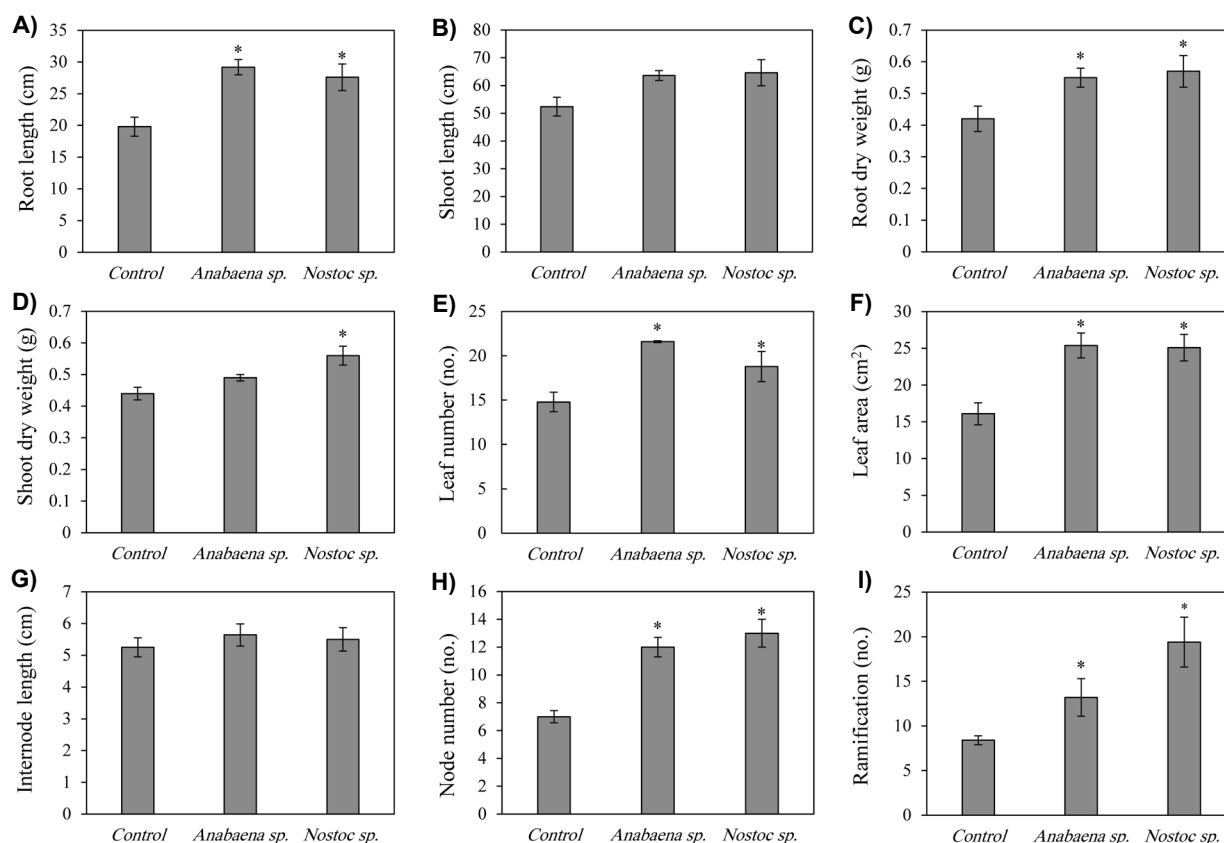 A)
Root length (cm)
35
30
25
20
15
10
5
0
*
*
Control
Anabaena sp.
Nostoc sp.
B)
Shoot length (cm)
80
70
60
50
40
30
20
10
0
Control
Anabaena sp.
Nostoc sp.
C)
Root dry weight (g)
0.7
0.6
0.5
0.4
0.3
0.2
0.1
0
*
*
Control
Anabaena sp.
Nostoc sp.
D)
Shoot dry weight (g)
0.7
0.6
0.5
0.4
0.3
0.2
0.1
0
*
Control
Anabaena sp.
Nostoc sp.
E)
Leaf number (no.)
25
20
15
10
5
0
*
*
Control
Anabaena sp.
Nostoc sp.
F)
Leaf area (cm²)
30
25
20
15
10
5
0
*
*
Control
Anabaena sp.
Nostoc sp.
G)
Internode length (cm)
7
6
5
4
3
2
1
0
Control
Anabaena sp.
Nostoc sp.
H)
Node number (no.)
16
14
12
10
8
6
4
2
0
*
*
Control
Anabaena sp.
Nostoc sp.
I)
Ramification (no.)
25
20
15
10
5
0
*
*
Control
Anabaena sp.
Nostoc sp.